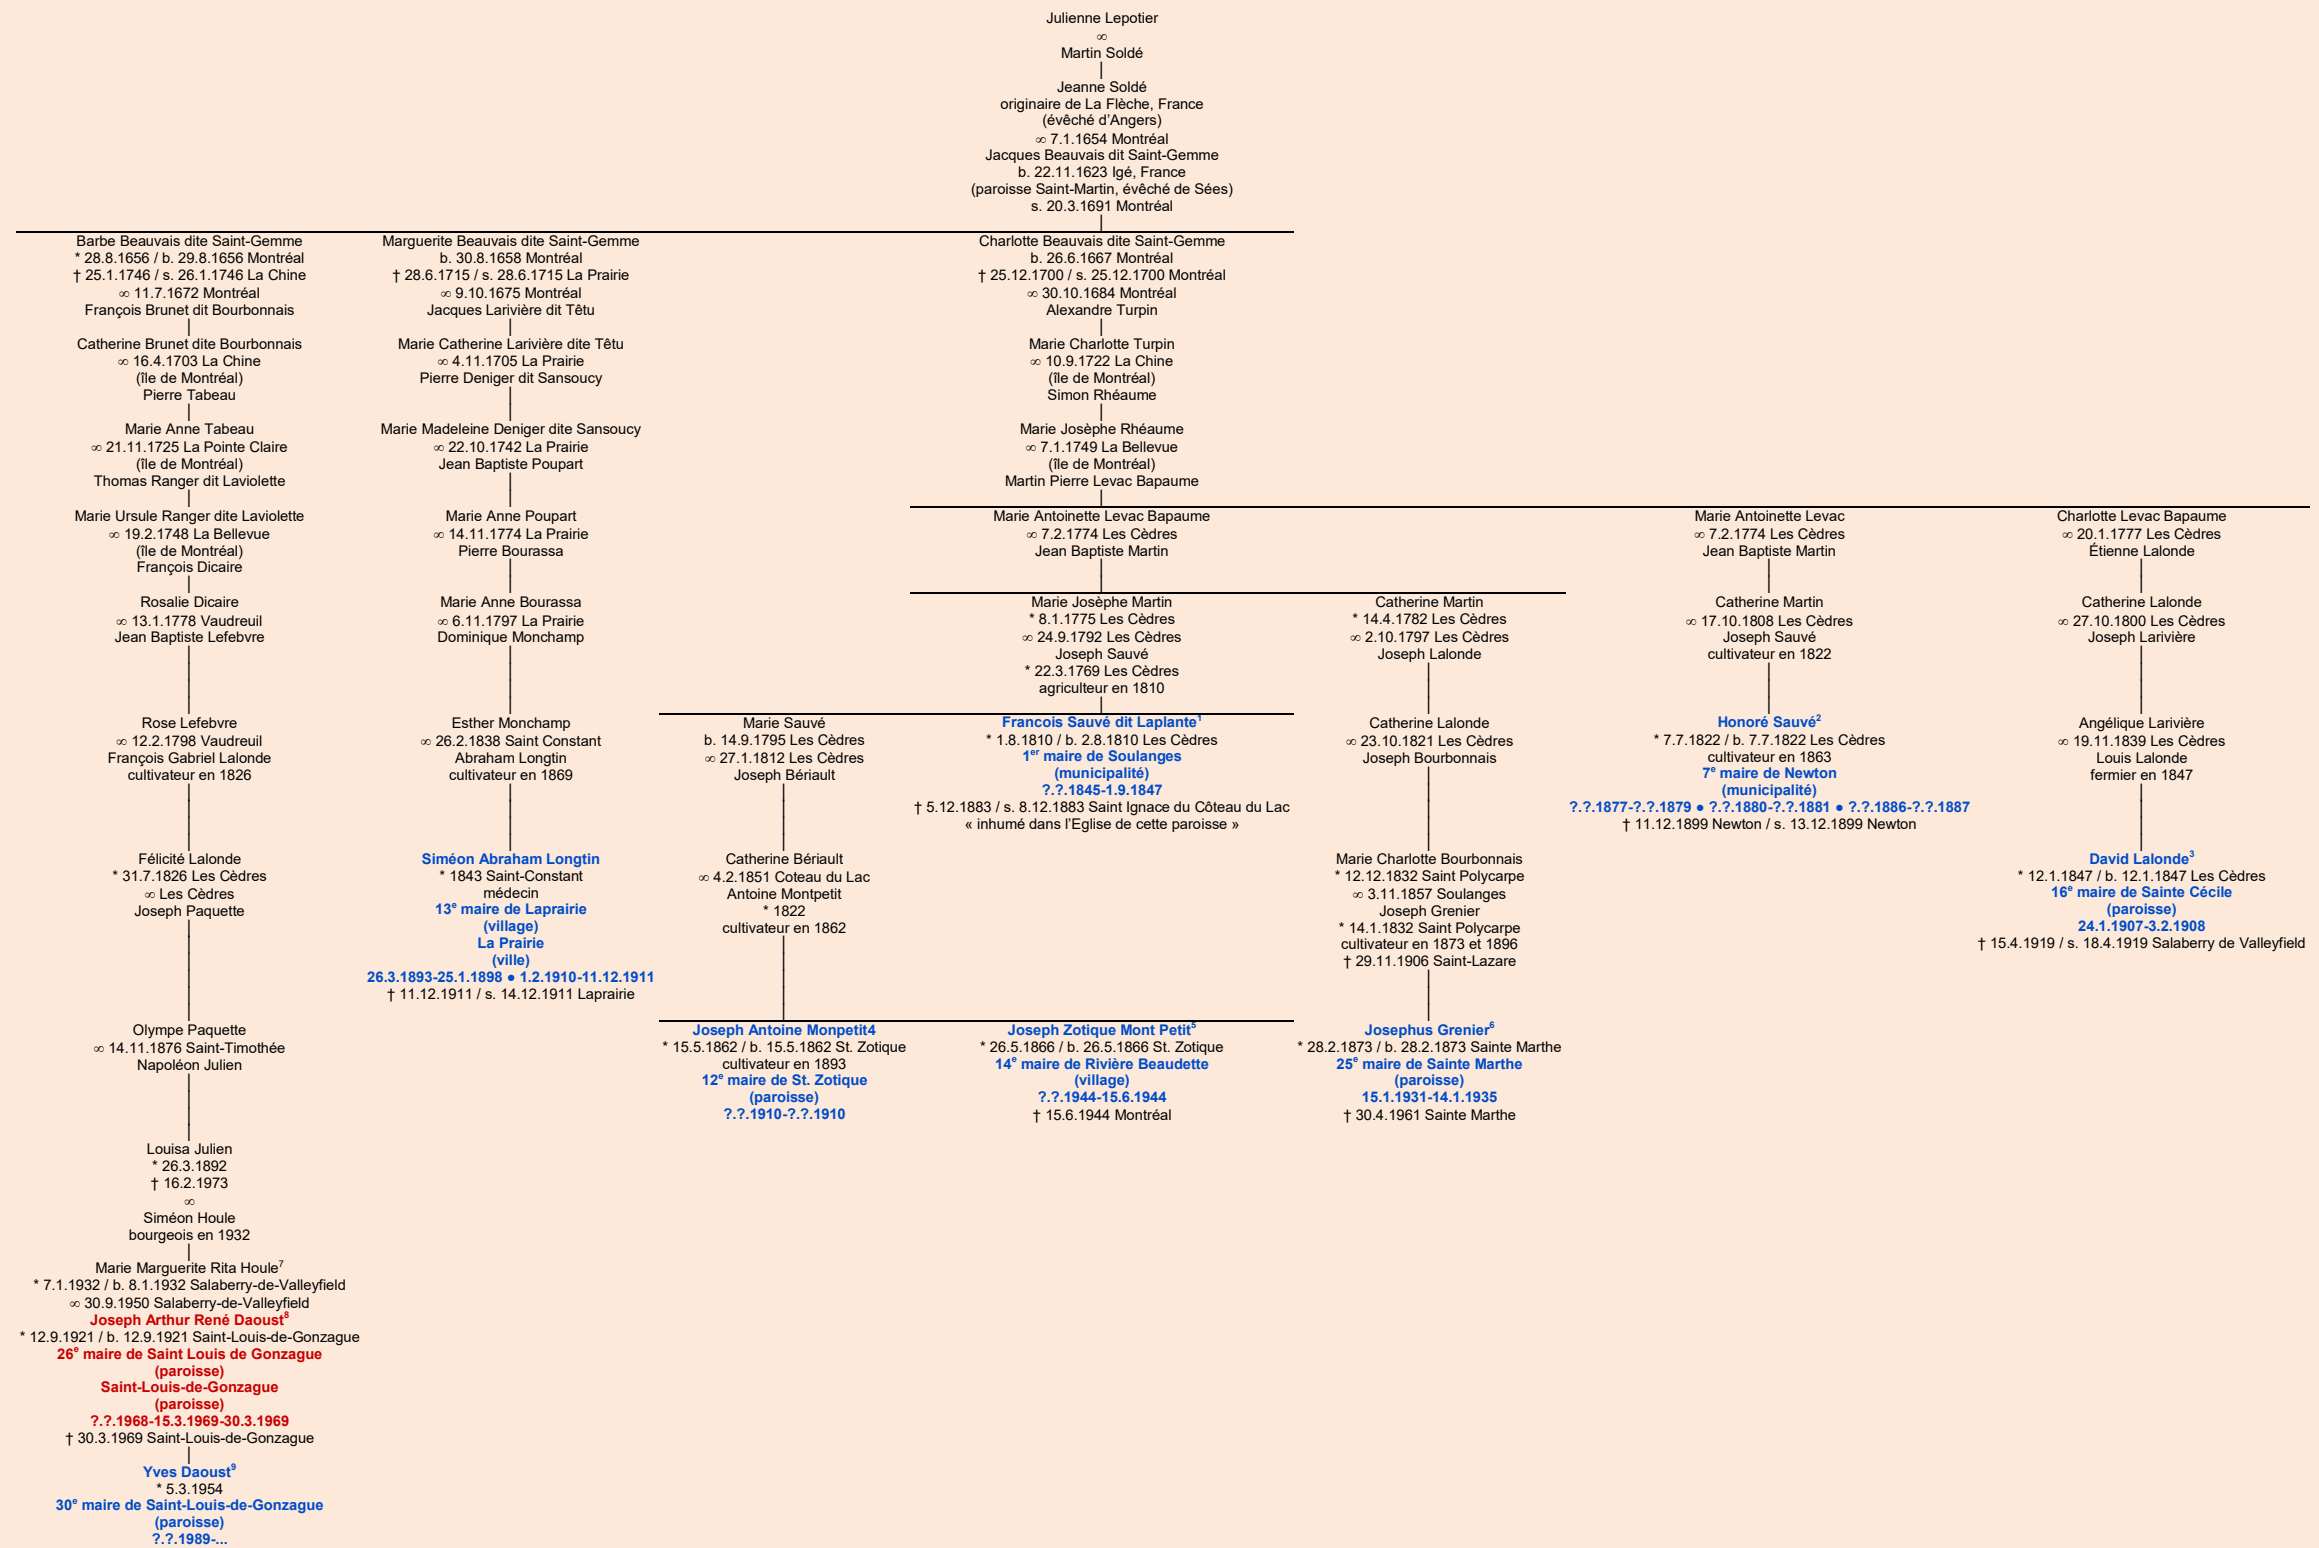 Julienne Lepotier
∞
Martin Soldé
Jeanne Soldé
originaire de La Flèche, France
(évêché d'Angers)
∞ 7.1.1654 Montréal
Jacques Beauvais dit Saint-Gemme
b. 22.11.1623 Igé, France
(paroisse Saint-Martin, évêché de Sées)
s. 20.3.1691 Montréal
Barbe Beauvais dite Saint-Gemme
* 28.8.1656 / b. 29.8.1656 Montréal
† 25.1.1746 / s. 26.1.1746 La Chine
∞ 11.7.1672 Montréal
François Brunet dit Bourbonnais
Catherine Brunet dite Bourbonnais
∞ 16.4.1703 La Chine
(île de Montréal)
Pierre Tabeau
Marie Anne Tabeau
∞ 21.11.1725 La Pointe Claire
(île de Montréal)
Thomas Ranger dit Laviolette
Marie Ursule Ranger dite Laviolette
∞ 19.2.1748 La Bellevue
(île de Montréal)
François Dicaire
Rosalie Dicaire
∞ 13.1.1778 Vaudreuil
Jean Baptiste Lefebvre
Rose Lefebvre
∞ 12.2.1798 Vaudreuil
François Gabriel Lalonde
cultivateur en 1826
Félicité Lalonde
* 31.7.1826 Les Cèdres
∞ Les Cèdres
Joseph Paquette
Olympe Paquette
∞ 14.11.1876 Saint-Timothée
Napoléon Julien
Louisa Julien
* 26.3.1892
† 16.2.1973
∞
Siméon Houle
bourgeois en 1932
Marie Marguerite Rita Houle⁷
* 7.1.1932 / b. 8.1.1932 Salaberry-de-Valleyfield
∞ 30.9.1950 Salaberry-de-Valleyfield
Joseph Arthur René Daoust⁸
* 12.9.1921 / b. 12.9.1921 Saint-Louis-de-Gonzague
26e maire de Saint Louis de Gonzague
(paroisse)
Saint-Louis-de-Gonzague
(paroisse)
?.?.1968-15.3.1969-30.3.1969
† 30.3.1969 Saint-Louis-de-Gonzague
Yves Daoust⁹
* 5.3.1954
30e maire de Saint-Louis-de-Gonzague
(paroisse)
?.?.1989-...
Marguerite Beauvais dite Saint-Gemme
b. 30.8.1658 Montréal
† 28.6.1715 / s. 28.6.1715 La Prairie
∞ 9.10.1675 Montréal
Jacques Larivière dit Têtu
Marie Catherine Larivière dite Têtu
∞ 4.11.1705 La Prairie
Pierre Deniger dit Sansoucy
Marie Madeleine Deniger dite Sansoucy
∞ 22.10.1742 La Prairie
Jean Baptiste Poupart
Marie Anne Poupart
∞ 14.11.1774 La Prairie
Pierre Bourassa
Marie Anne Bourassa
∞ 6.11.1797 La Prairie
Dominique Monchamp
Esther Monchamp
∞ 26.2.1838 Saint Constant
Abraham Longtin
cultivateur en 1869
Siméon Abraham Longtin
* 1843 Saint-Constant
médecin
13e maire de Laprairie
(village)
La Prairie
(ville)
26.3.1893-25.1.1898 ● 1.2.1910-11.12.1911
† 11.12.1911 / s. 14.12.1911 Laprairie
Charlotte Beauvais dite Saint-Gemme
b. 26.6.1667 Montréal
† 25.12.1700 / s. 25.12.1700 Montréal
∞ 30.10.1684 Montréal
Alexandre Turpin
Marie Charlotte Turpin
∞ 10.9.1722 La Chine
(île de Montréal)
Simon Rhéaume
Marie Josèphe Rhéaume
∞ 7.1.1749 La Bellevue
(île de Montréal)
Martin Pierre Levac Bapaume
Marie Antoinette Levac Bapaume
∞ 7.2.1774 Les Cèdres
Jean Baptiste Martin
Marie Josèphe Martin
* 8.1.1775 Les Cèdres
∞ 24.9.1792 Les Cèdres
Joseph Sauvé
* 22.3.1769 Les Cèdres
agriculteur en 1810
Marie Sauvé
b. 14.9.1795 Les Cèdres
∞ 27.1.1812 Les Cèdres
Joseph Bériault
Catherine Bériault
∞ 4.2.1851 Coteau du Lac
Antoine Montpetit
* 1822
cultivateur en 1862
Joseph Antoine Monpetit4
* 15.5.1862 / b. 15.5.1862 St. Zotique
cultivateur en 1893
12e maire de St. Zotique
(paroisse)
?.?.1910-?.?.1910
Francois Sauvé dit Laplante¹
* 1.8.1810 / b. 2.8.1810 Les Cèdres
1er maire de Soulanges
(municipalité)
?.?.1845-1.9.1847
† 5.12.1883 / s. 8.12.1883 Saint Ignace du Côteau du Lac
« inhumé dans l'Eglise de cette paroisse »
Joseph Zotique Mont Petit⁵
* 26.5.1866 / b. 26.5.1866 St. Zotique
14e maire de Rivière Beaudette
(village)
?.?.1944-15.6.1944
† 15.6.1944 Montréal
Catherine Martin
* 14.4.1782 Les Cèdres
∞ 2.10.1797 Les Cèdres
Joseph Lalonde
Catherine Lalonde
∞ 23.10.1821 Les Cèdres
Joseph Bourbonnais
Marie Charlotte Bourbonnais
* 12.12.1832 Saint Polycarpe
∞ 3.11.1857 Soulanges
Joseph Grenier
* 14.1.1832 Saint Polycarpe
cultivateur en 1873 et 1896
† 29.11.1906 Saint-Lazare
Josephus Grenier⁶
* 28.2.1873 / b. 28.2.1873 Sainte Marthe
25e maire de Sainte Marthe
(paroisse)
15.1.1931-14.1.1935
† 30.4.1961 Sainte Marthe
Marie Antoinette Levac
∞ 7.2.1774 Les Cèdres
Jean Baptiste Martin
Catherine Martin
∞ 17.10.1808 Les Cèdres
Joseph Sauvé
cultivateur en 1822
Honoré Sauvé²
* 7.7.1822 / b. 7.7.1822 Les Cèdres
cultivateur en 1863
7e maire de Newton
(municipalité)
?.?.1877-?.?.1879 ● ?.?.1880-?.?.1881 ● ?.?.1886-?.?.1887
† 11.12.1899 Newton / s. 13.12.1899 Newton
Charlotte Levac Bapaume
∞ 20.1.1777 Les Cèdres
Étienne Lalonde
Catherine Lalonde
∞ 27.10.1800 Les Cèdres
Joseph Larivière
Angélique Larivière
∞ 19.11.1839 Les Cèdres
Louis Lalonde
fermier en 1847
David Lalonde³
* 12.1.1847 / b. 12.1.1847 Les Cèdres
16e maire de Sainte Cécile
(paroisse)
24.1.1907-3.2.1908
† 15.4.1919 / s. 18.4.1919 Salaberry de Valleyfield